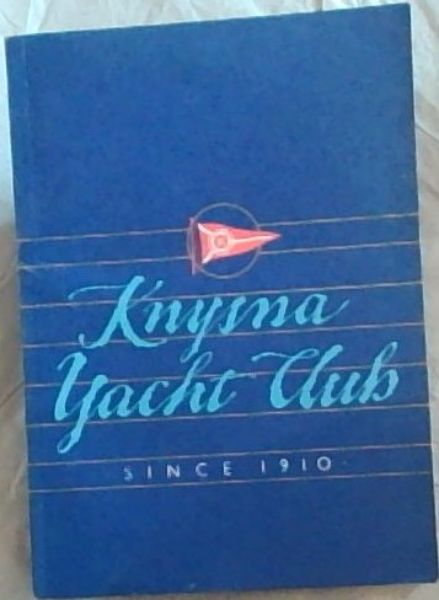 Knysna
Yacht Club
SINCE 1910